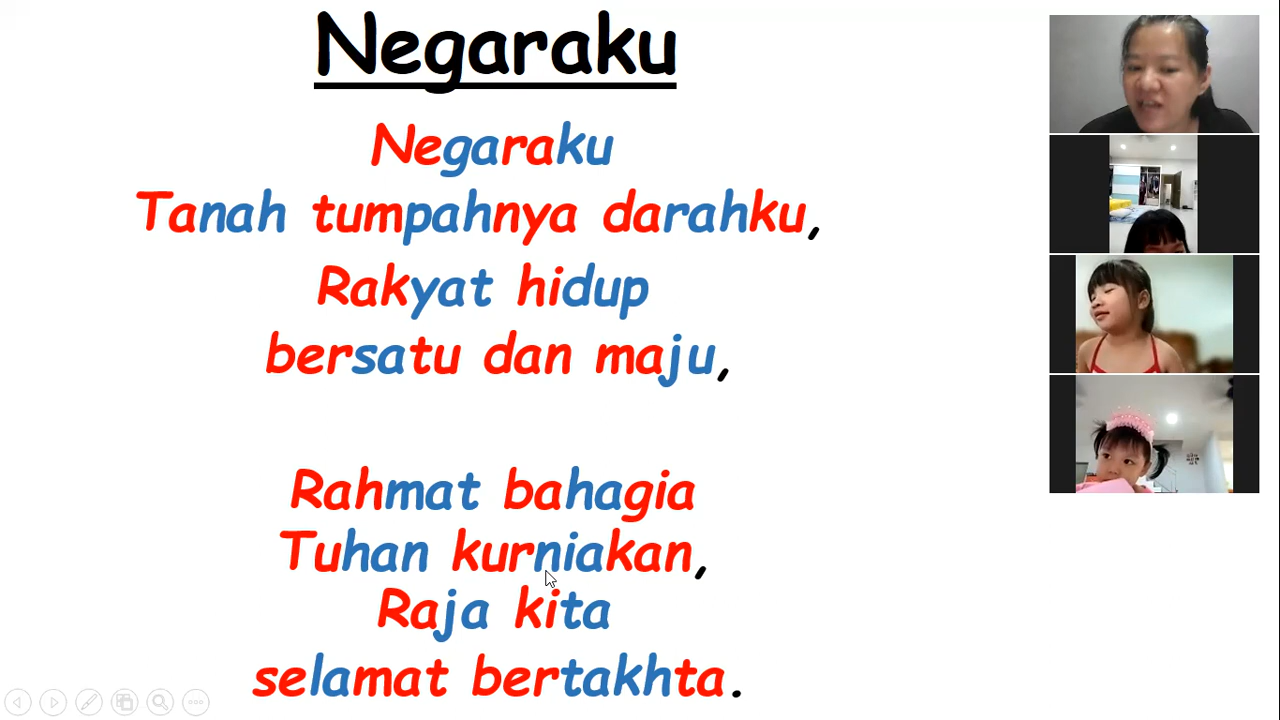 Negaraku
Negaraku
Tanah tumpahnya darahku,
Rakyat hidup
bersatu dan maju,
Rahmat bahagia
Tuhan kurniakan,
Raja kita
selamat bertakhta.